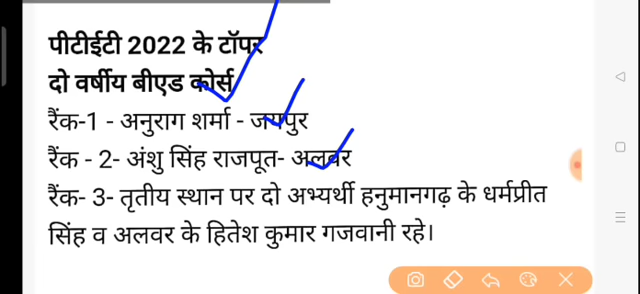 पीटीईटी 2022 के टॉपर
दो वर्षीय बीएड कोर्स
रैंक-1 - अनुराग शर्मा - जयपुर
रैंक - 2- अंशु सिंह राजपूत- अलवर
रैंक- 3- तृतीय स्थान पर दो अभ्यर्थी हनुमानगढ़ के धर्मप्रीत
सिंह व अलवर के हितेश कुमार गजवानी रहे।